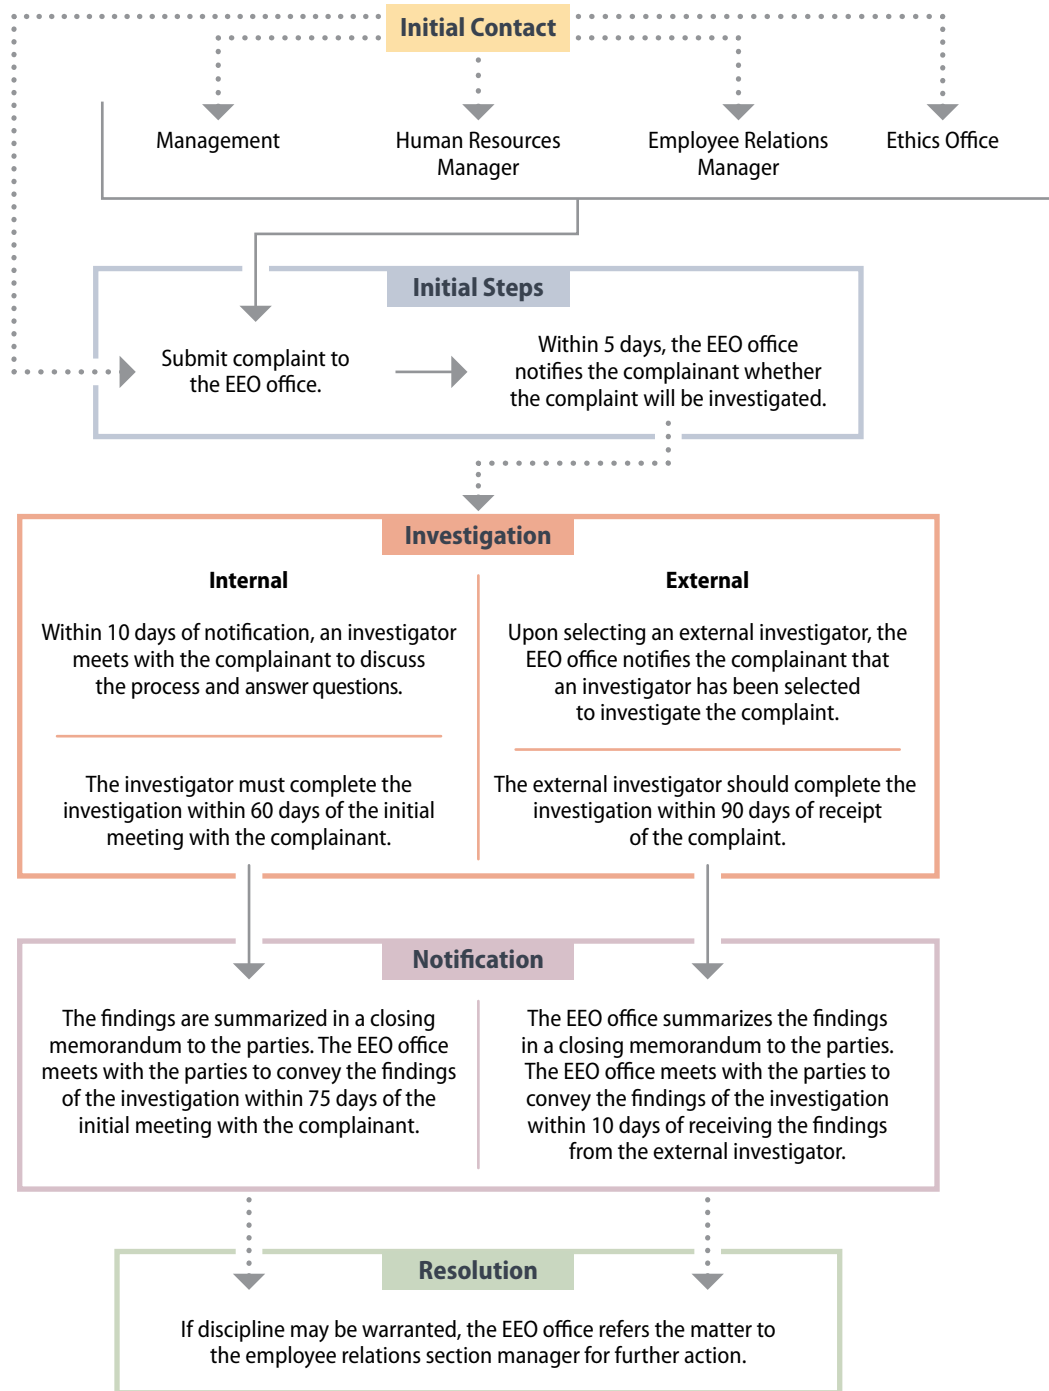 Initial Contact
Management
Human Resources
Manager
Employee Relations
Manager
Ethics Office
Initial Steps
Submit complaint to
the EEO office.
Within 5 days, the EEO office
notifies the complainant whether
the complaint will be investigated.
Investigation
Internal
Within 10 days of notification, an investigator
meets with the complainant to discuss
the process and answer questions.
The investigator must complete the
investigation within 60 days of the initial
meeting with the complainant.
External
Upon selecting an external investigator, the
EEO office notifies the complainant that
an investigator has been selected
to investigate the complaint.
The external investigator should complete the
investigation within 90 days of receipt
of the complaint.
Notification
The findings are summarized in a closing
memorandum to the parties. The EEO office
meets with the parties to convey the findings
of the investigation within 75 days of the
initial meeting with the complainant.
The EEO office summarizes the findings
in a closing memorandum to the parties.
The EEO office meets with the parties to
convey the findings of the investigation
within 10 days of receiving the findings
from the external investigator.
Resolution
If discipline may be warranted, the EEO office refers the matter to
the employee relations section manager for further action.